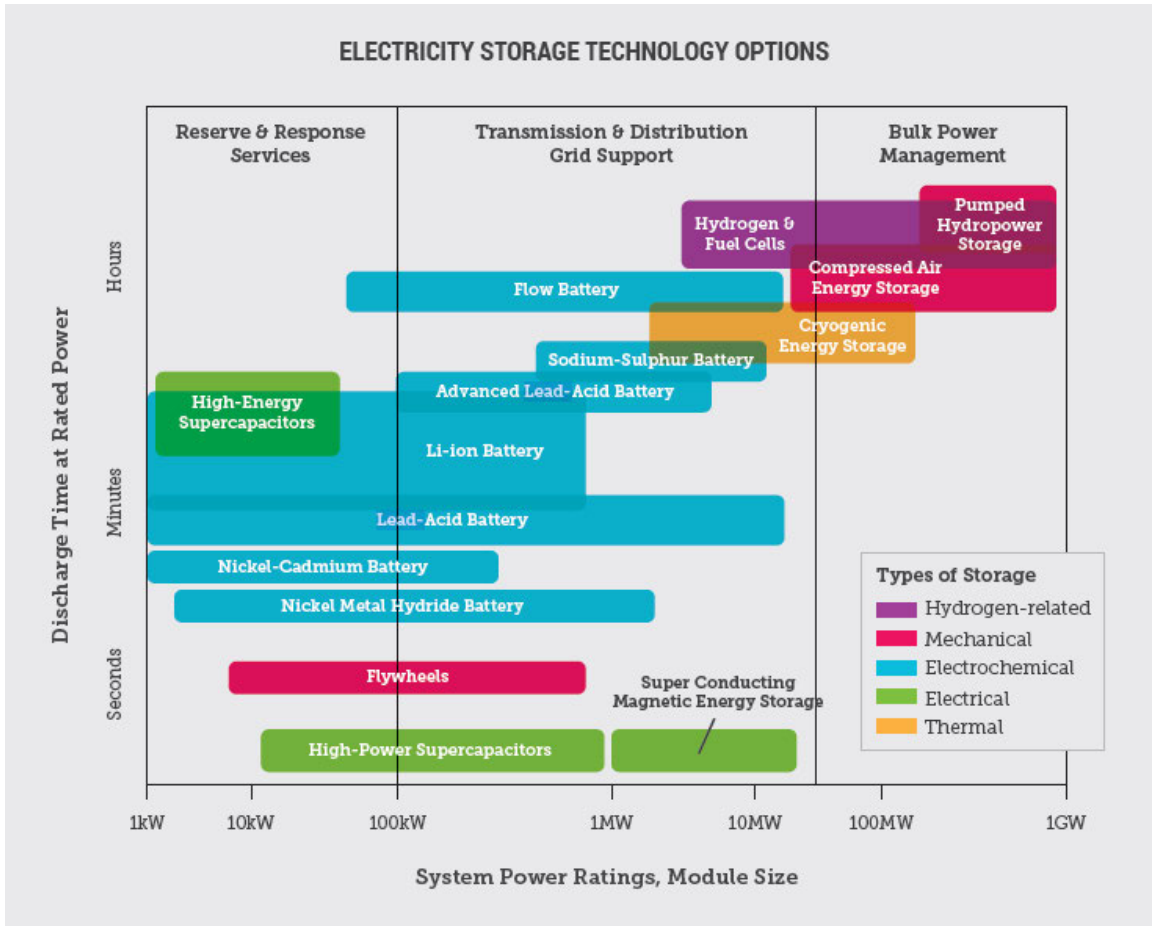 ELECTRICITY STORAGE TECHNOLOGY OPTIONS
Reserve & Response
Services
Transmission & Distribution
Grid Support
Bulk Power
Management
Pumped
Hydropower
Storage
Hydrogen &
Fuel Cells
Compressed Air
Energy Storage
Flow Battery
Cryogenic
Energy Storage
Sodium-Sulphur Battery
Advanced Lead-Acid Battery
High-Energy
Supercapacitors
Li-ion Battery
Lead-Acid Battery
Nickel-Cadmium Battery
Nickel Metal Hydride Battery
Flywheels
Super Conducting
Magnetic Energy Storage
High-Power Supercapacitors
Types of Storage
Hydrogen-related
Mechanical
Electrochemical
Electrical
Thermal
Discharge Time at Rated Power
Hours
Minutes
Seconds
1kW
10kW
100kW
1MW
10MW
100MW
1GW
System Power Ratings, Module Size